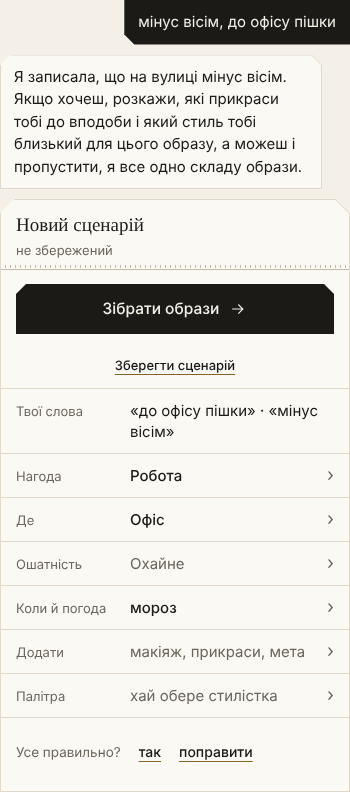 мінус вісім, до офісу пішки
Я записала, що на вулиці мінус вісім.
Якщо хочеш, розкажи, які прикраси
тобі до вподоби і який стиль тобі
близький для цього образу, а можеш і
пропустити, я все одно складу образи.
Новий сценарій
не збережений
Зібрати образи →
Зберегти сценарій
Твої слова «до офісу пішки» · «мінус
вісім»
Нагода Робота ›
Де Офіс ›
Ошатність Охайне ›
Коли й погода мороз ›
Додати макіяж, прикраси, мета ›
Палітра хай обере стилістка ›
Усе правильно? так поправити